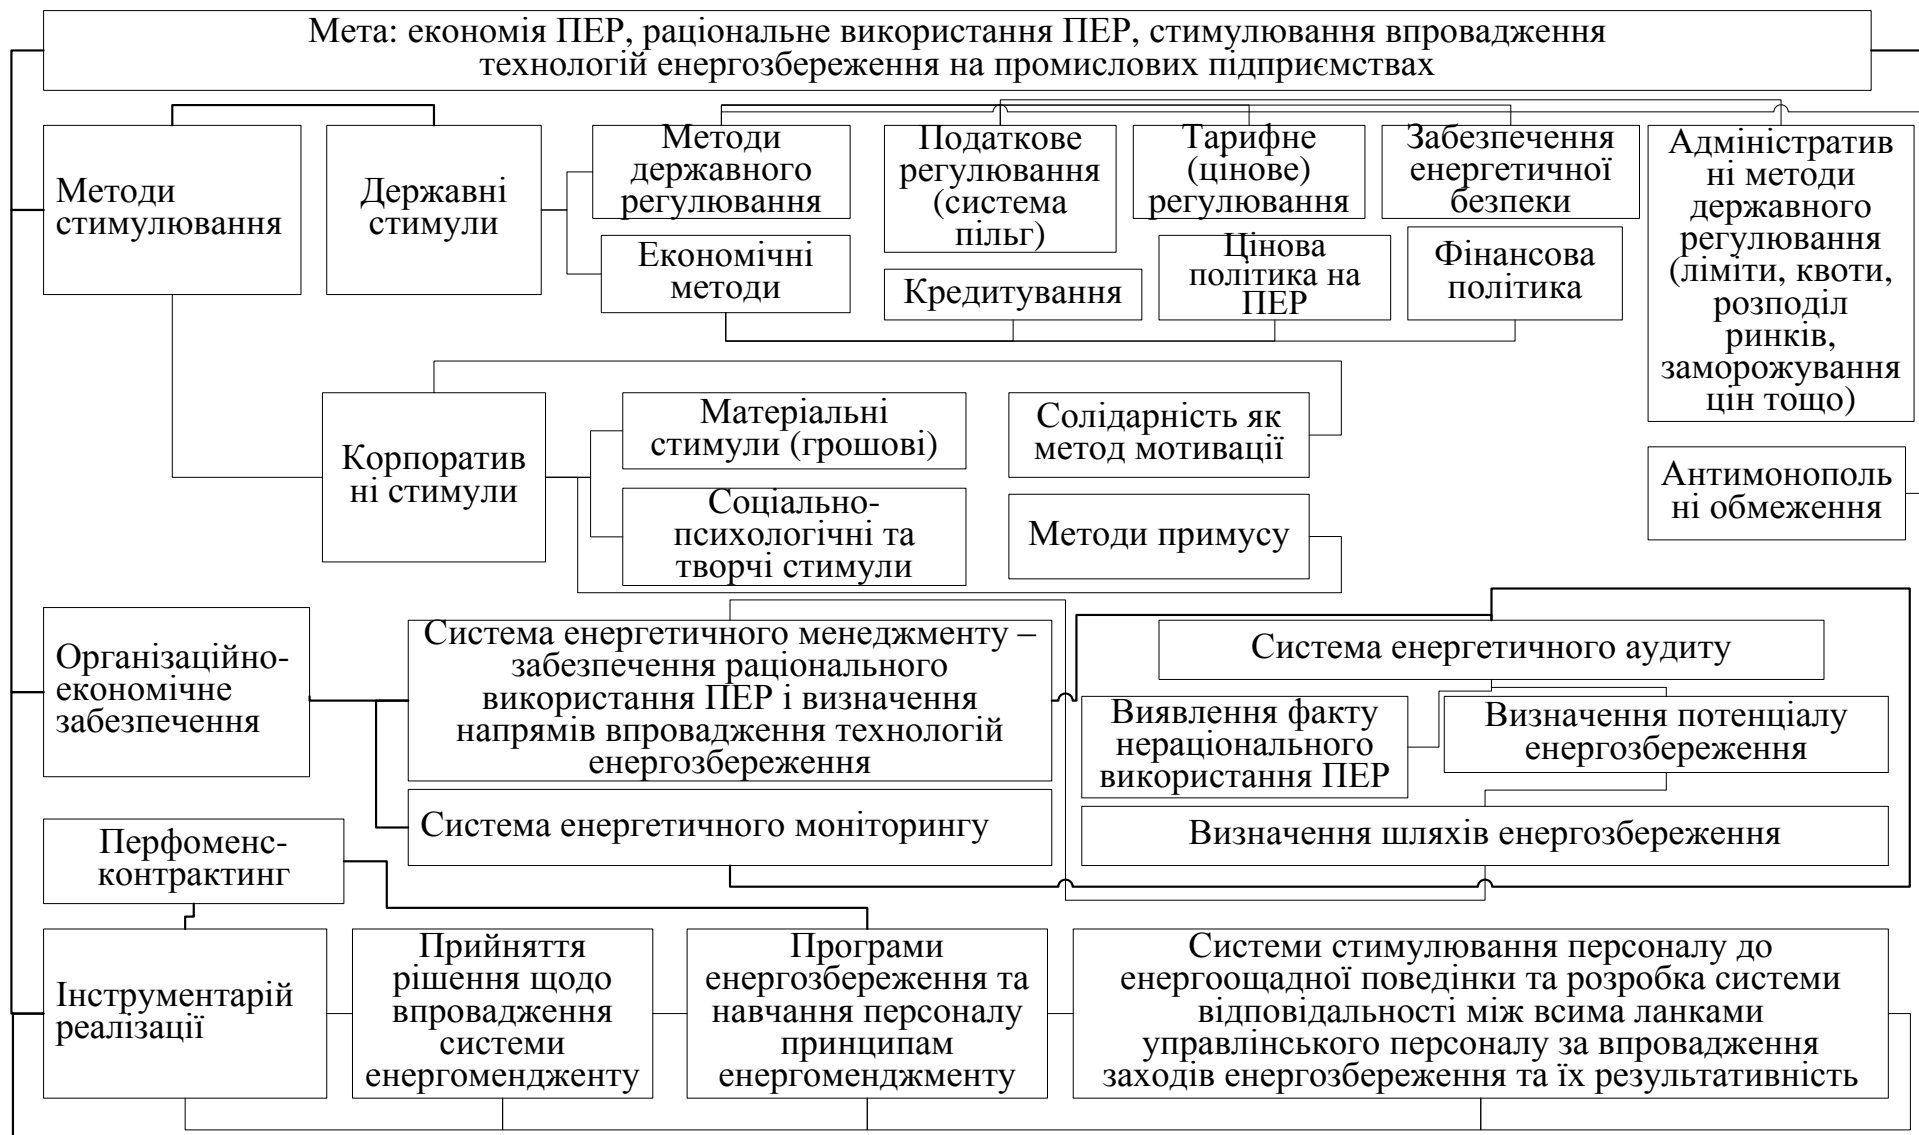 Мета: економія ПЕР, раціональне використання ПЕР, стимулювання впровадження
технологій енергозбереження на промислових підприємствах
Методи
стимулювання
Державні
стимули
Методи
державного
регулювання
Податкове
регулювання
(система
пільг)
Тарифне
(цінове)
регулювання
Забезпечення
енергетичної
безпеки
Адміністратив
ні методи
державного
регулювання
(ліміти, квоти,
розподіл
ринків,
заморожування
цін тощо)
Економічні
методи
Кредитування
Цінова
політика на
ПЕР
Фінансова
політика
Корпоратив
ні стимули
Матеріальні
стимули (грошові)
Солідарність як
метод мотивації
Антимонополь
ні обмеження
Соціально-
психологічні та
творчі стимули
Методи примусу
Організаційно-
економічне
забезпечення
Система енергетичного менеджменту –
забезпечення раціонального
використання ПЕР і визначення
напрямів впровадження технологій
енергозбереження
Система енергетичного аудиту
Виявлення факту
нераціонального
використання ПЕР
Визначення потенціалу
енергозбереження
Система енергетичного моніторингу
Визначення шляхів енергозбереження
Перфоменс-
контрактинг
Інструментарій
реалізації
Прийняття
рішення щодо
впровадження
системи
енергомендженту
Програми
енергозбереження та
навчання персоналу
принципам
енергоменджменту
Системи стимулювання персоналу до
енергоощадної поведінки та розробка системи
відповідальності між всима ланками
управлінського персоналу за впровадження
заходів енергозбереження та їх результативність